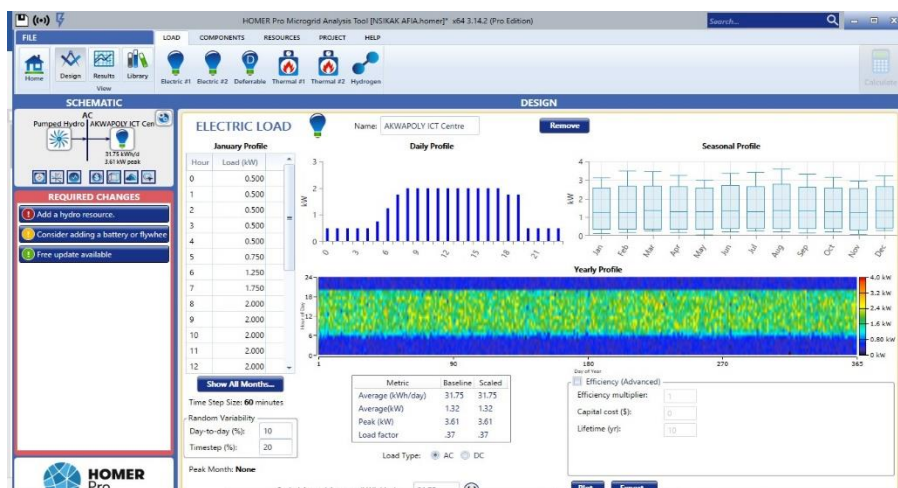 HOMER Pro Microgrid Analysis Tool [NSIKAK AFIA.homer]* x64 3.14.2 (Pro Edition)
Search...
FILE
LOAD COMPONENTS RESOURCES PROJECT HELP
Home
Design Results Library
View
Electric #1 Electric #2 Deferrable Thermal #1 Thermal #2 Hydrogen
Calculate
SCHEMATIC
DESIGN
AC
Pumped Hydro AKWAPOLY ICT Cen
31.75 kWh/d
3.61 kW peak
REQUIRED CHANGES
Add a hydro resource.
Consider adding a battery or flywhee
Free update available
HOMER
Pro
ELECTRIC LOAD
Name: AKWAPOLY ICT Centre
Remove
January Profile
Hour Load (kW)
0 0.500
1 0.500
2 0.500
3 0.500
4 0.500
5 0.750
6 1.250
7 1.750
8 2.000
9 2.000
10 2.000
11 2.000
12 2.000
Show All Months...
Time Step Size: 60 minutes
Random Variability
Day-to-day (%): 10
Timestep (%): 20
Peak Month: None
Daily Profile
kW
3
2
1
0
0 3 6 9 12 15 18 21
Seasonal Profile
kW
4
3
2
1
0
Jan Feb Mar Apr May Jun Jul Aug Sep Oct Nov Dec
Yearly Profile
Hour of Day
24
18
12
6
0
1 90 180 270 365
Day of Year
4.0 kW
3.2 kW
2.4 kW
1.6 kW
0.80 kW
0 kW
Metric Baseline Scaled
Average (kWh/day) 31.75 31.75
Average(kW) 1.32 1.32
Peak (kW) 3.61 3.61
Load factor .37 .37
Load Type: AC DC
Efficiency (Advanced)
Efficiency multiplier: 1
Capital cost ($): 0
Lifetime (yr): 10
Plot... Export...